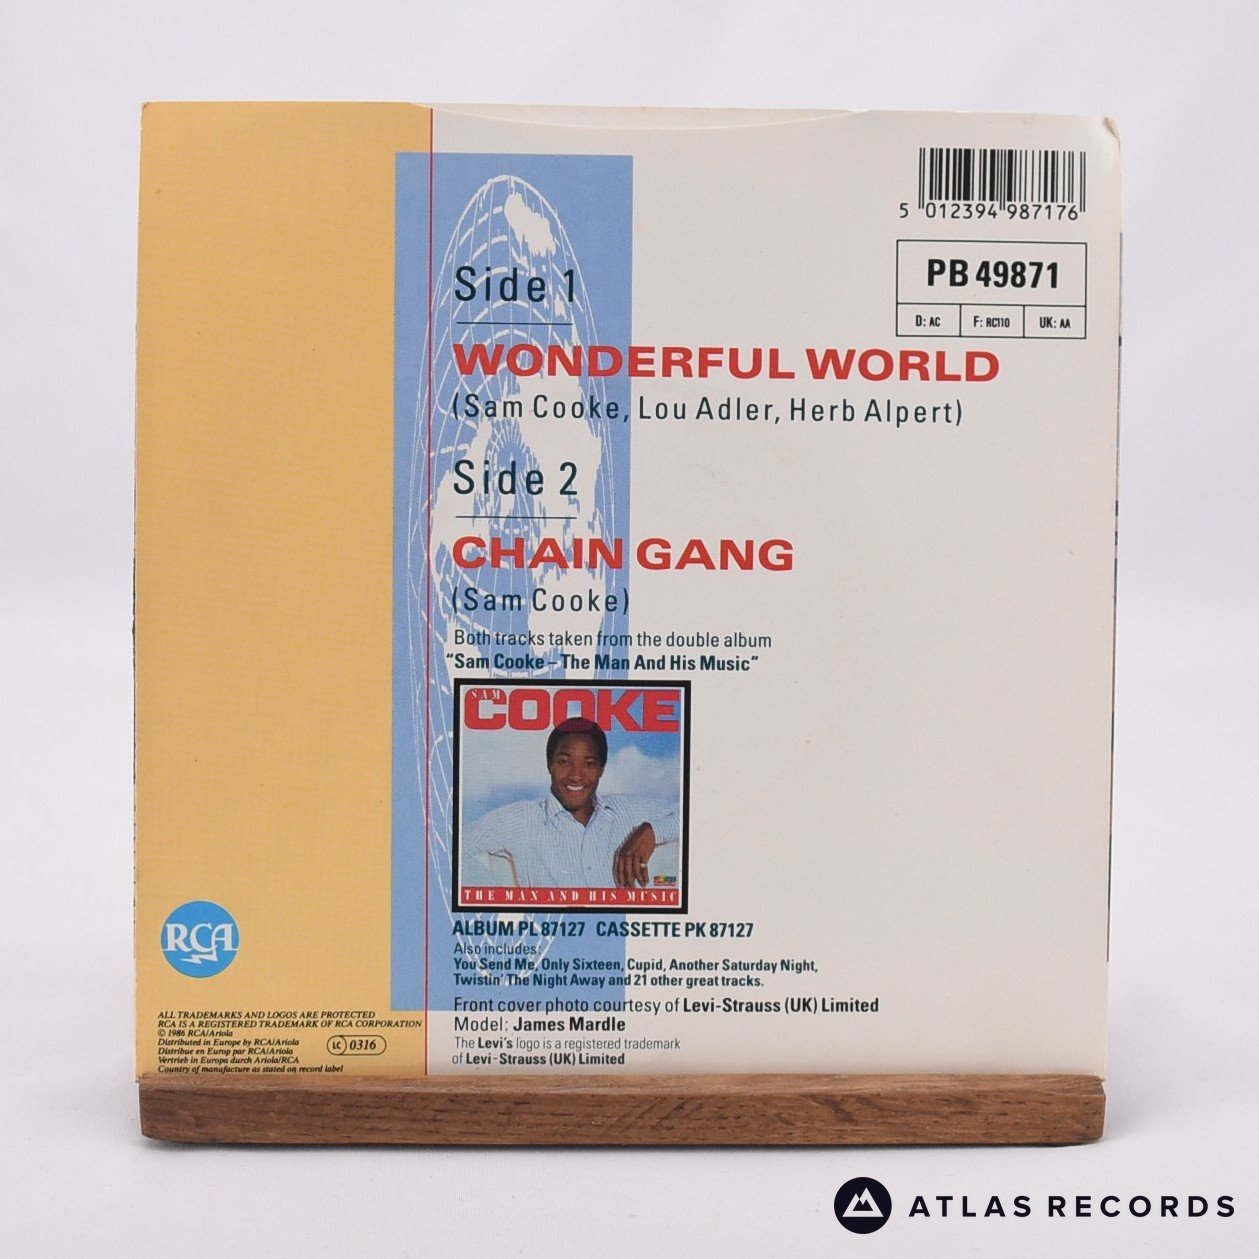 5 012394 987176
PB 49871
D: AC F: RC110 UK: AA
Side 1
WONDERFUL WORLD
(Sam Cooke, Lou Adler, Herb Alpert)
Side 2
CHAIN GANG
(Sam Cooke)
Both tracks taken from the double album
"Sam Cooke – The Man And His Music"
SAM
COOKE
THE MAN AND HIS MUSIC
ALBUM PL 87127 CASSETTE PK 87127
Also includes:
You Send Me, Only Sixteen, Cupid, Another Saturday Night,
Twistin' The Night Away and 21 other great tracks.
Front cover photo courtesy of Levi-Strauss (UK) Limited
Model: James Mardle
The Levi's logo is a registered trademark
of Levi-Strauss (UK) Limited
RCA
ALL TRADEMARKS AND LOGOS ARE PROTECTED
RCA IS A REGISTERED TRADEMARK OF RCA CORPORATION
© 1986 RCA/Ariola
Distributed in Europe by RCA/Ariola
Distribue en Europ par RCA/Ariola
Vertrieb in Europa durch Ariola/RCA
Country of manufacture as stated on record label
LC 0316
ATLAS RECORDS